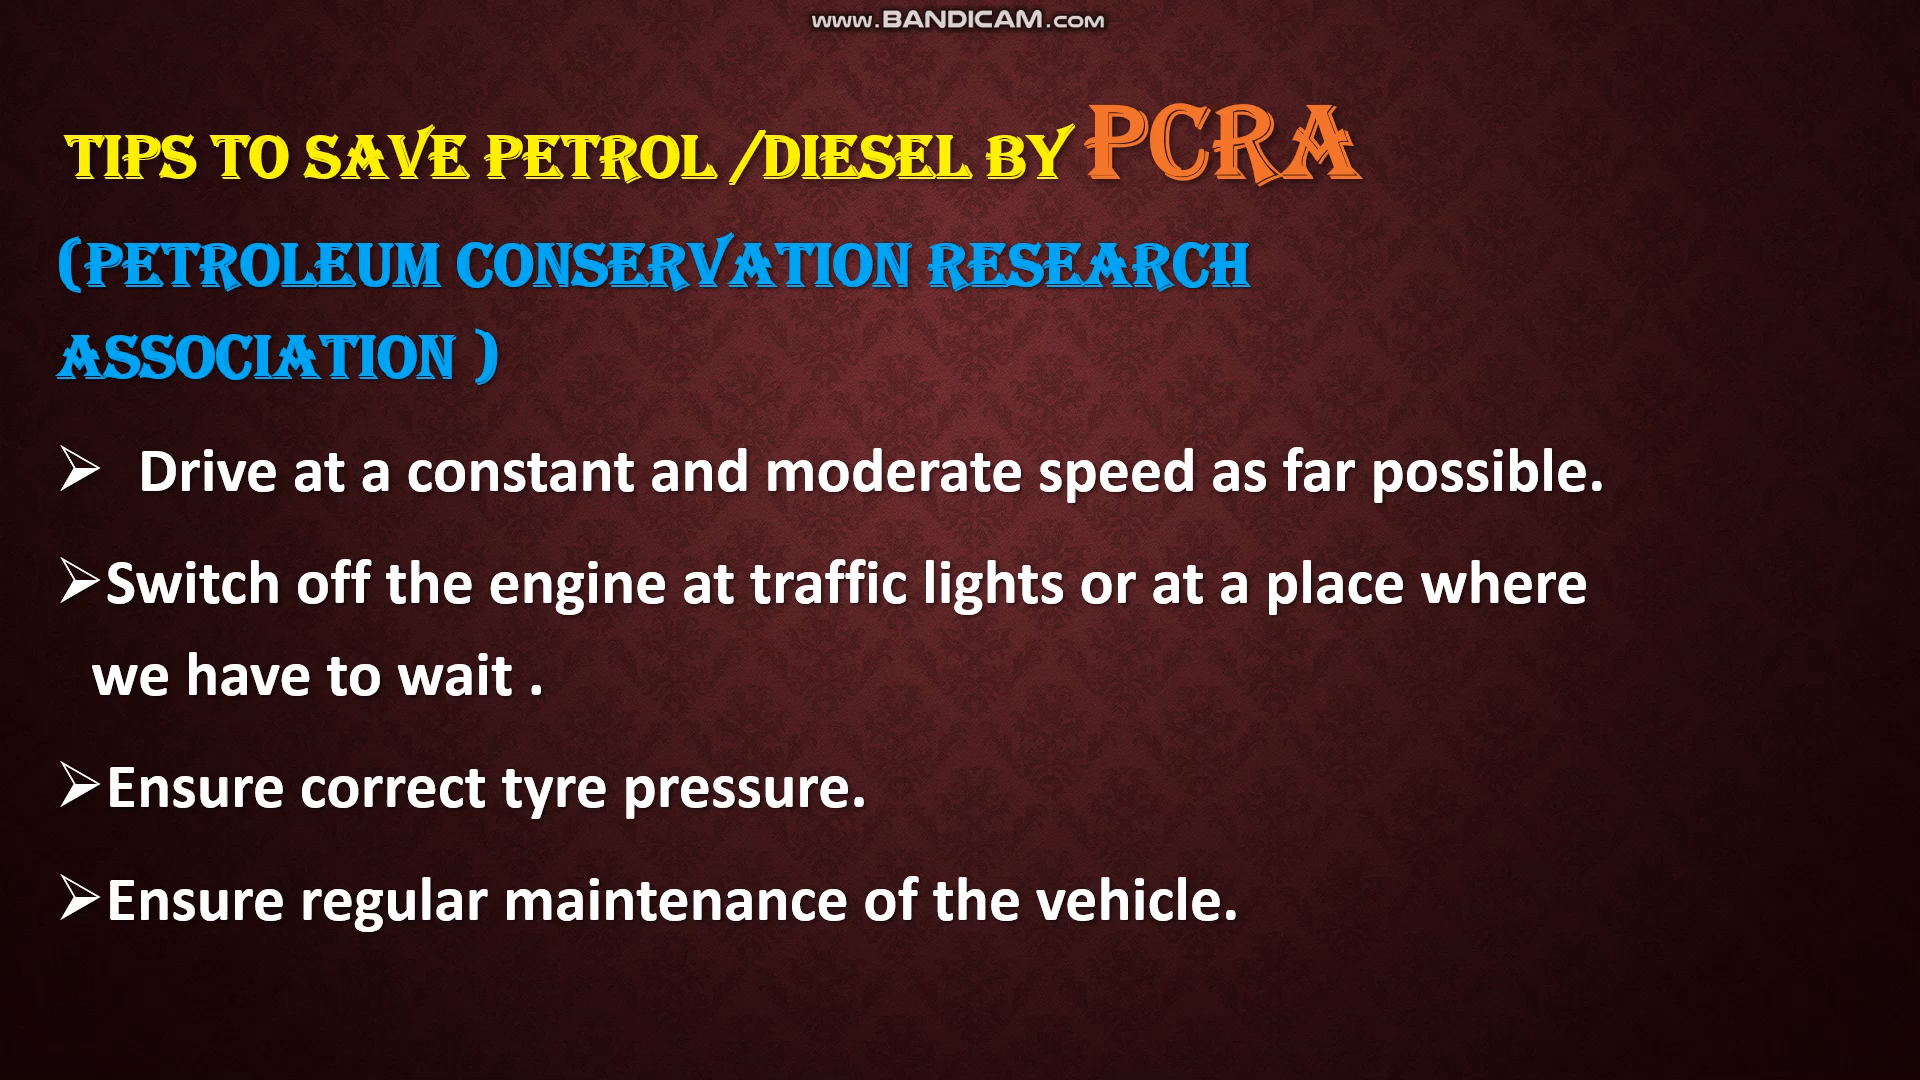 www.BANDICAM.com
TIPS TO SAVE PETROL /DIESEL BY PCRA
(PETROLEUM CONSERVATION RESEARCH
ASSOCIATION )
➢ Drive at a constant and moderate speed as far possible.
➢Switch off the engine at traffic lights or at a place where
we have to wait .
➢Ensure correct tyre pressure.
➢Ensure regular maintenance of the vehicle.